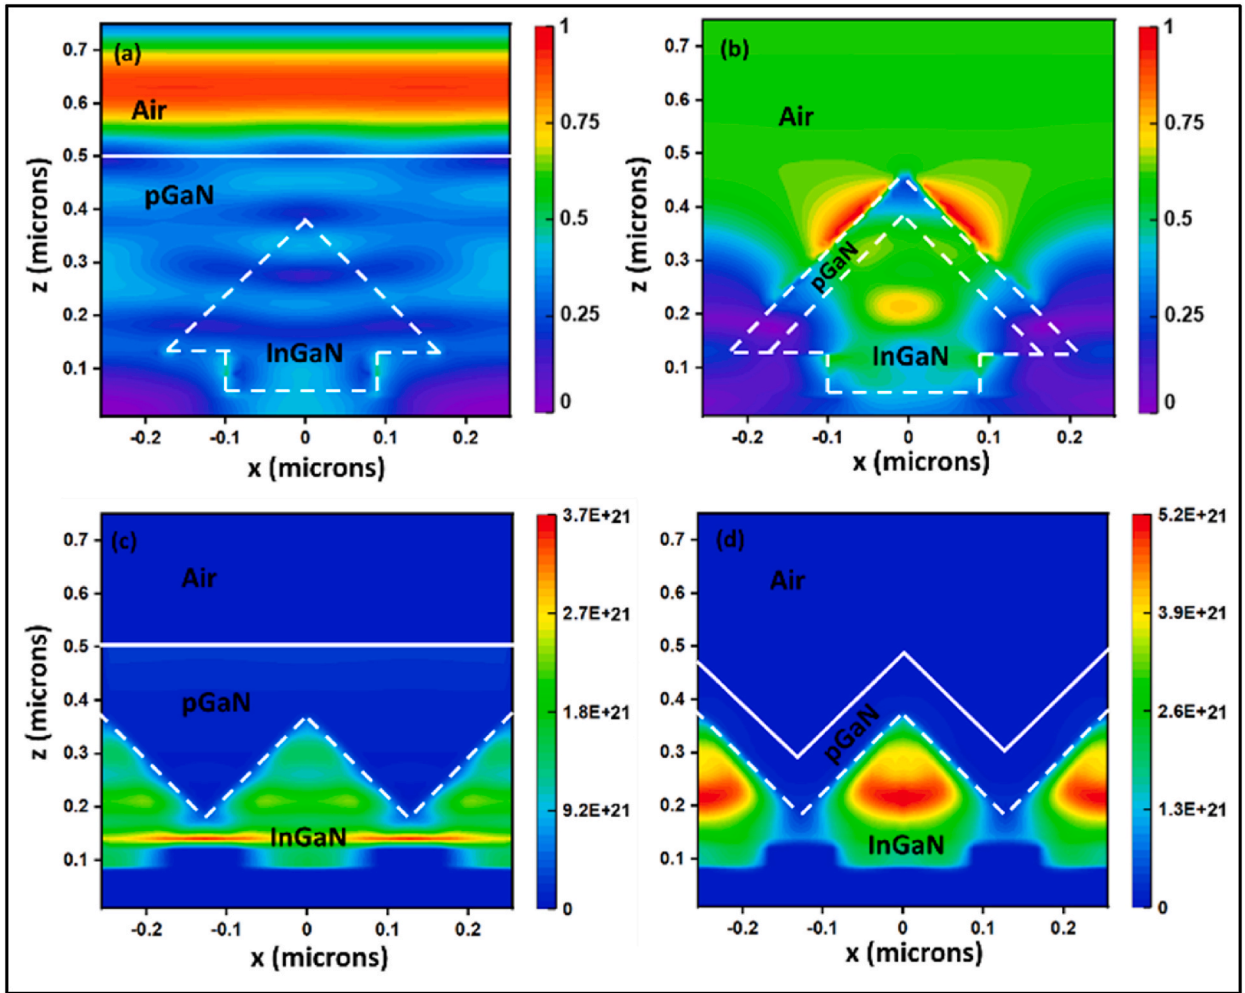 (a)
Air
pGaN
InGaN
0.7
0.6
0.5
0.4
0.3
0.2
0.1
z (microns)
-0.2
-0.1
0
0.1
0.2
x (microns)
1
0.75
0.5
0.25
0
(b)
Air
pGaN
InGaN
0.7
0.6
0.5
0.4
0.3
0.2
0.1
z (microns)
-0.2
-0.1
0
0.1
0.2
x (microns)
1
0.75
0.5
0.25
0
(c)
Air
pGaN
InGaN
0.7
0.6
0.5
0.4
0.3
0.2
0.1
z (microns)
-0.2
-0.1
0
0.1
0.2
x (microns)
3.7E+21
2.7E+21
1.8E+21
9.2E+21
0
(d)
Air
pGaN
InGaN
0.7
0.6
0.5
0.4
0.3
0.2
0.1
-0.2
-0.1
0
0.1
0.2
x (microns)
5.2E+21
3.9E+21
2.6E+21
1.3E+21
0